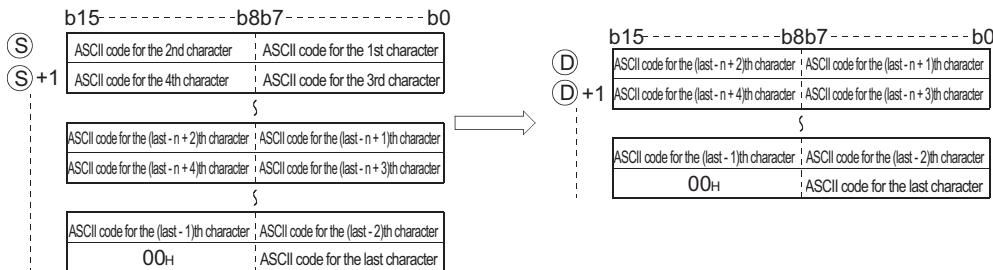 b15 b8b7 b0
S ASCII code for the 2nd character ASCII code for the 1st character
S +1 ASCII code for the 4th character ASCII code for the 3rd character
ASCII code for the (last - n + 2)th character ASCII code for the (last - n + 1)th character
ASCII code for the (last - n + 4)th character ASCII code for the (last - n + 3)th character
ASCII code for the (last - 1)th character ASCII code for the (last - 2)th character
00H ASCII code for the last character
b15 b8b7 b0
D ASCII code for the (last - n + 2)th character ASCII code for the (last - n + 1)th character
D +1 ASCII code for the (last - n + 4)th character ASCII code for the (last - n + 3)th character
ASCII code for the (last - 1)th character ASCII code for the (last - 2)th character
00H ASCII code for the last character